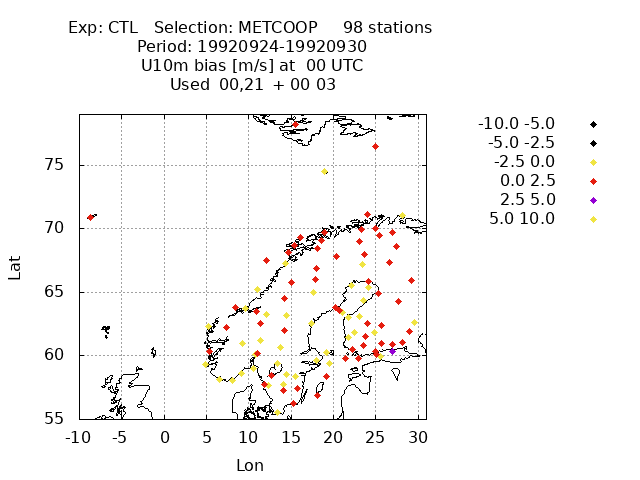 Exp: CTL   Selection: METCOOP     98 stations
Period: 19920924-19920930
U10m bias [m/s] at  00 UTC
Used  00,21  + 00 03
-10.0 -5.0
-5.0 -2.5
-2.5 0.0
0.0 2.5
2.5 5.0
5.0 10.0
75
70
65
60
55
Lat
-10 -5 0 5 10 15 20 25 30
Lon